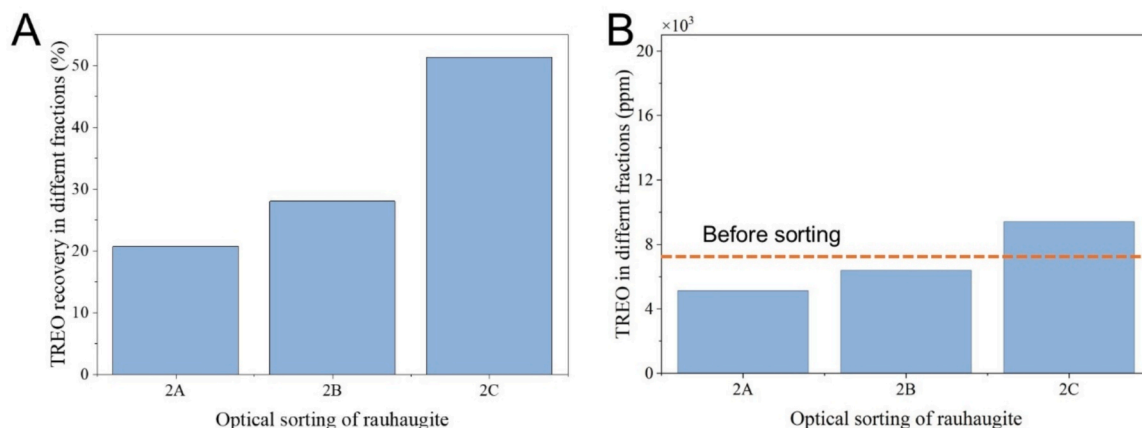 A
TREO recovery in differnt fractions (%)
50
40
30
20
10
0
2A
2B
2C
Optical sorting of rauhaugite
B
×10³
TREO in differnt fractions (ppm)
20
16
12
8
4
0
Before sorting
2A
2B
2C
Optical sorting of rauhaugite